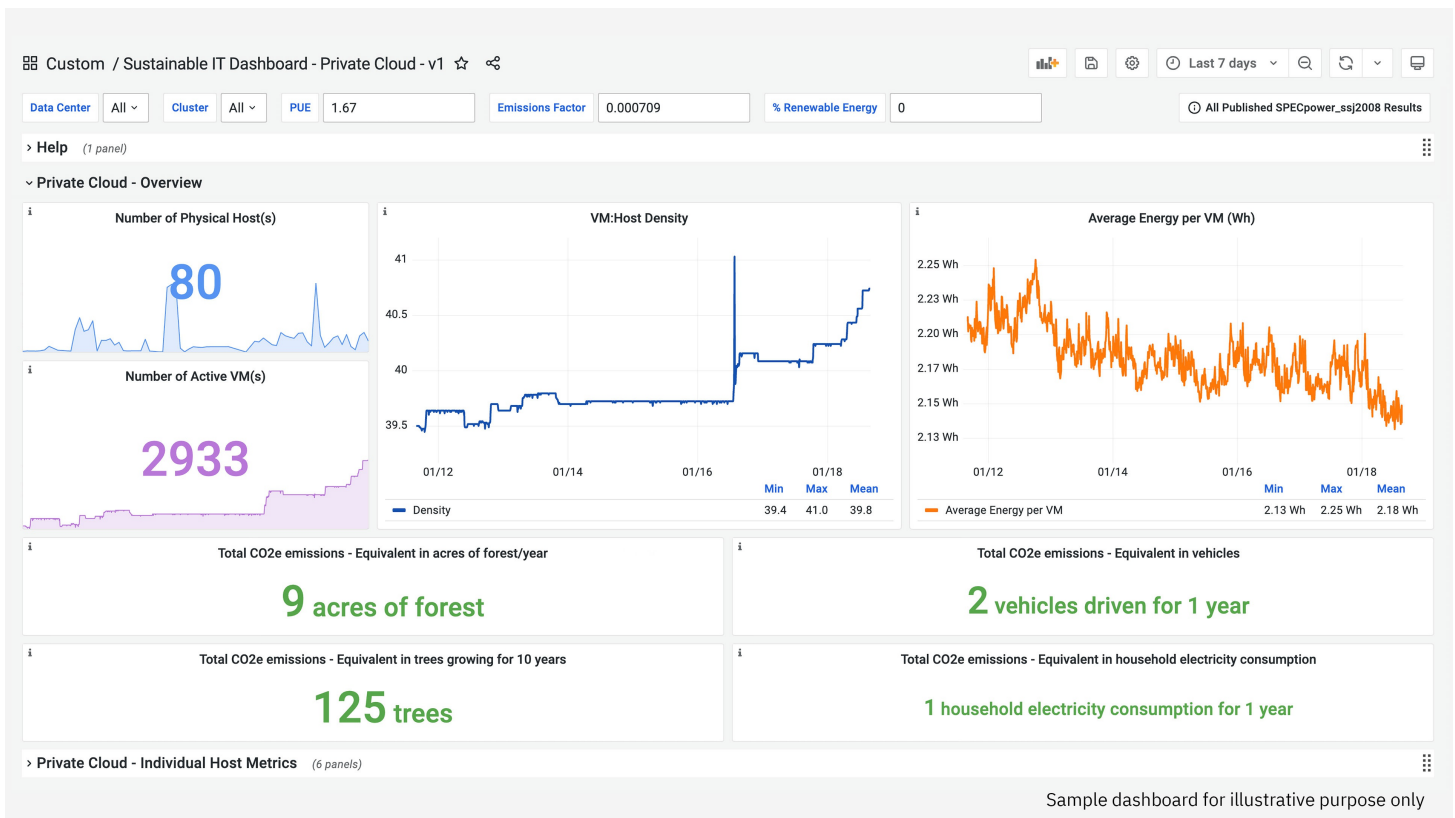 Custom / Sustainable IT Dashboard - Private Cloud - v1
Last 7 days
Data Center All Cluster All PUE 1.67 Emissions Factor 0.000709 % Renewable Energy 0 All Published SPECpower_ssj2008 Results
Help (1 panel)
Private Cloud - Overview
Number of Physical Host(s)
80
Number of Active VM(s)
2933
VM:Host Density
41
40.5
40
39.5
01/12 01/14 01/16 01/18
Min Max Mean
Density 39.4 41.0 39.8
Average Energy per VM (Wh)
2.25 Wh
2.23 Wh
2.20 Wh
2.17 Wh
2.15 Wh
2.13 Wh
01/12 01/14 01/16 01/18
Min Max Mean
Average Energy per VM 2.13 Wh 2.25 Wh 2.18 Wh
Total CO2e emissions - Equivalent in acres of forest/year
9 acres of forest
Total CO2e emissions - Equivalent in vehicles
2 vehicles driven for 1 year
Total CO2e emissions - Equivalent in trees growing for 10 years
125 trees
Total CO2e emissions - Equivalent in household electricity consumption
1 household electricity consumption for 1 year
Private Cloud - Individual Host Metrics (6 panels)
Sample dashboard for illustrative purpose only